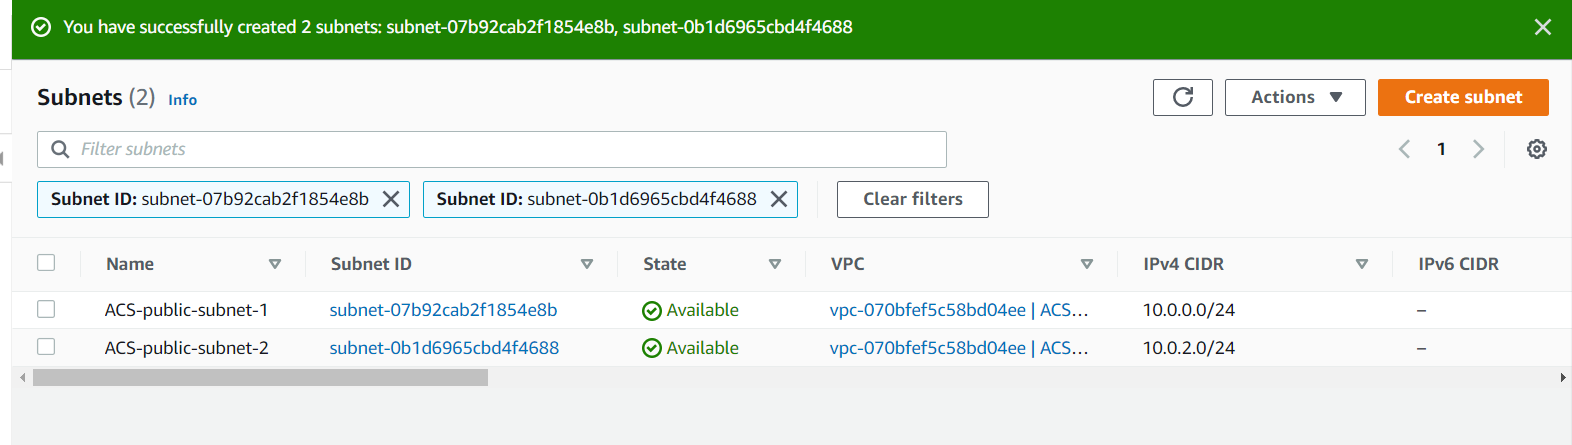 You have successfully created 2 subnets: subnet-07b92cab2f1854e8b, subnet-0b1d6965cbd4f4688
Subnets (2) Info
Actions
Create subnet
Filter subnets
1
Subnet ID: subnet-07b92cab2f1854e8b
Subnet ID: subnet-0b1d6965cbd4f4688
Clear filters
Name Subnet ID State VPC IPv4 CIDR IPv6 CIDR
ACS-public-subnet-1 subnet-07b92cab2f1854e8b Available vpc-070bfef5c58bd04ee | ACS… 10.0.0.0/24 –
ACS-public-subnet-2 subnet-0b1d6965cbd4f4688 Available vpc-070bfef5c58bd04ee | ACS… 10.0.2.0/24 –